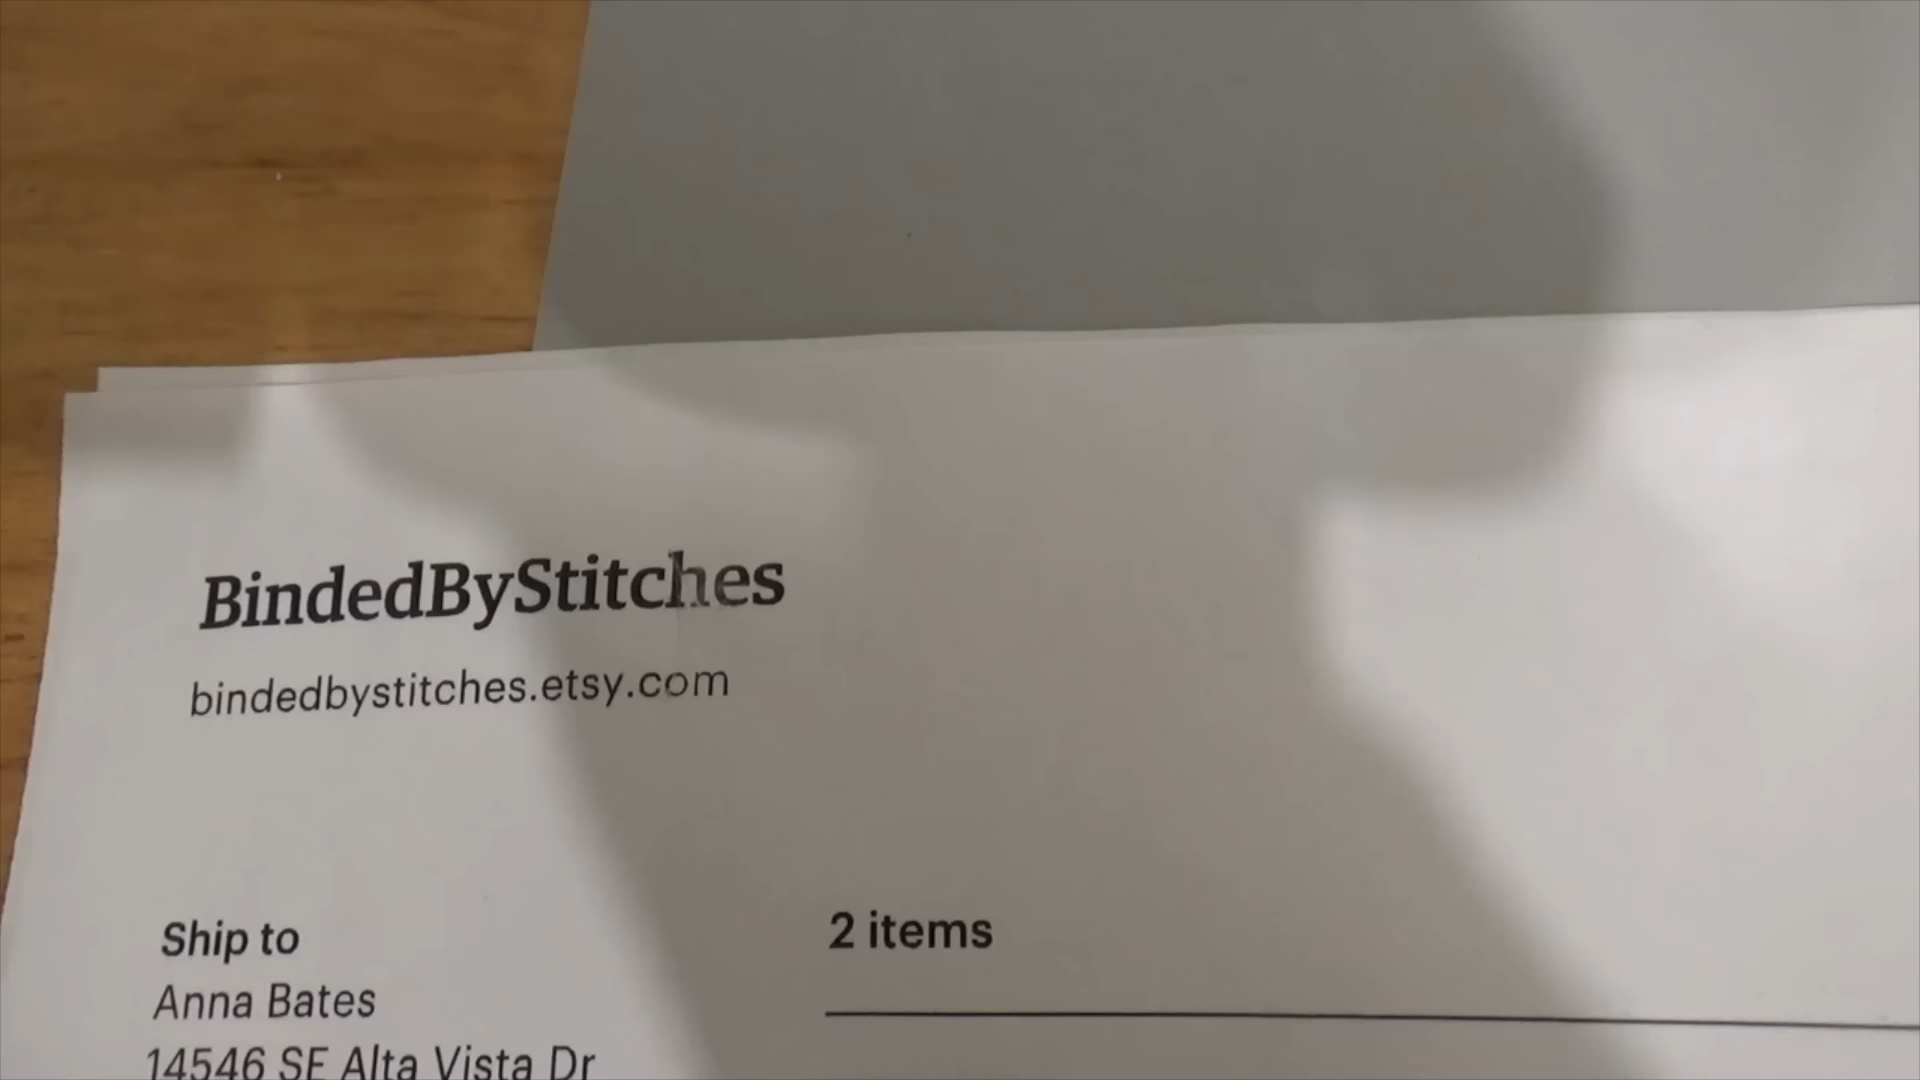 BindedByStitches
bindedbystitches.etsy.com
Ship to
Anna Bates
14546 SE Alta Vista Dr
2 items